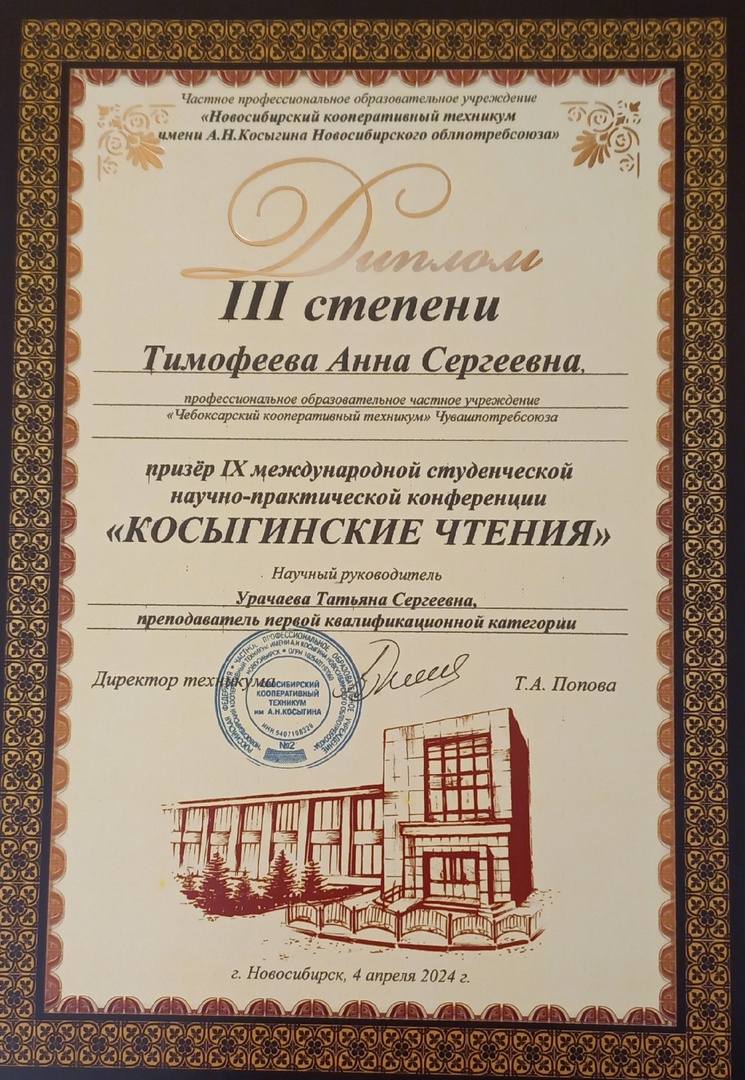 Частное профессиональное образовательное учреждение
«Новосибирский кооперативный техникум
имени А.Н.Косыгина Новосибирского облпотребсоюза»
Диплом
III степени
Тимофеева Анна Сергеевна,
профессиональное образовательное частное учреждение
«Чебоксарский кооперативный техникум» Чувашпотребсоюза
призёр IX международной студенческой
научно-практической конференции
«КОСЫГИНСКИЕ ЧТЕНИЯ»
Научный руководитель
Урачаева Татьяна Сергеевна,
преподаватель первой квалификационной категории
Директор техникума
Т.А. Попова
НОВОСИБИРСКИЙ
КООПЕРАТИВНЫЙ
ТЕХНИКУМ
им А.Н.КОСЫГИНА
ИНН 5407108329
№2
г. Новосибирск, 4 апреля 2024 г.